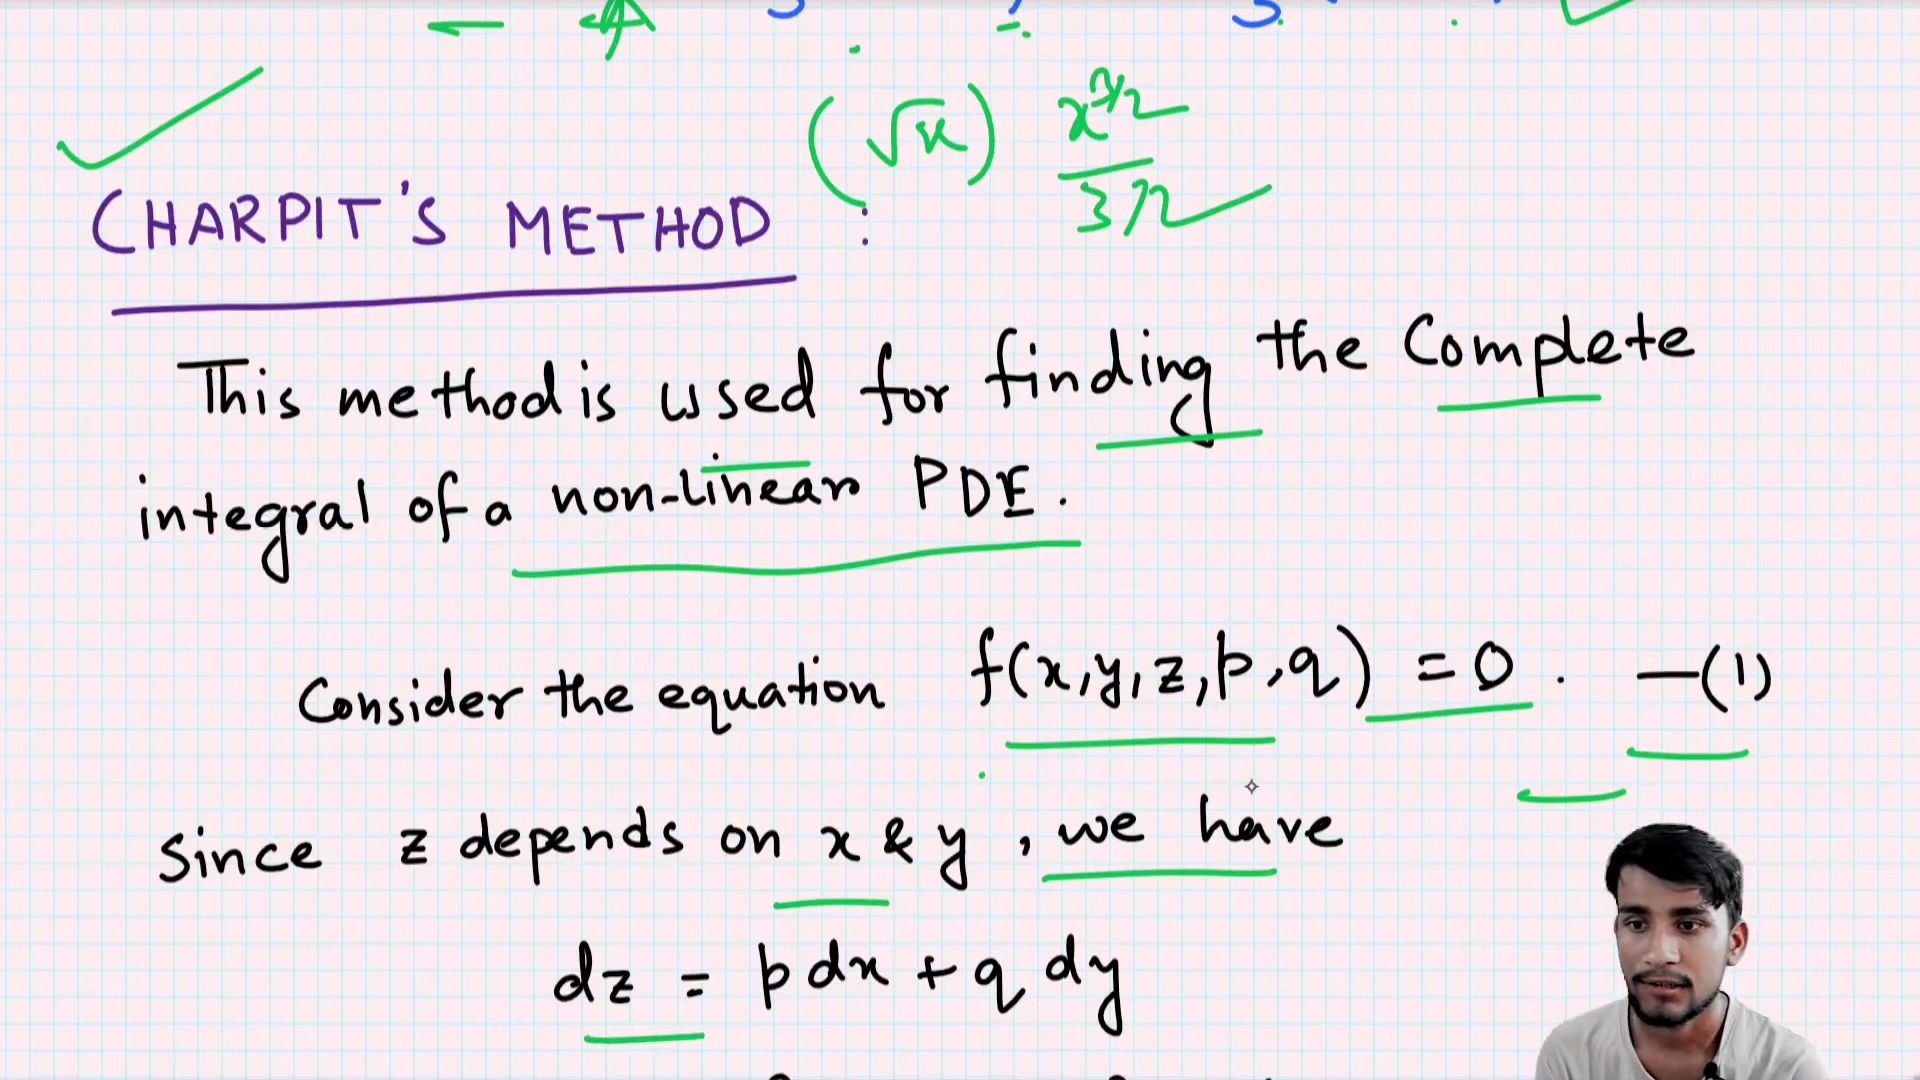 (√x) x^3/2 / 3/2
CHARPIT'S METHOD :
This method is used for finding the Complete
integral of a non-linear PDE.
Consider the equation f(x,y,z,p,q) = 0. —(1)
Since z depends on x & y, we have
dz = p dx + q dy